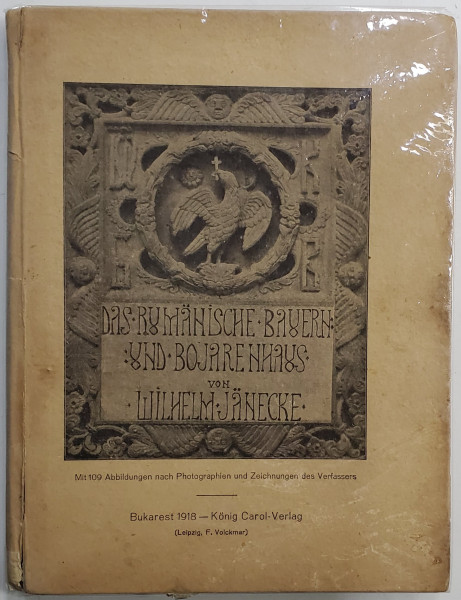 DAS·RUMÄNISCHE·BAUERN·
·UND·BOJARENHAUS·
VON
·WILHELM·JÄNECKE·
Mit 109 Abbildungen nach Photographien und Zeichnungen des Verfassers
Bukarest 1918 — König Carol-Verlag
(Leipzig, F. Volckmar)